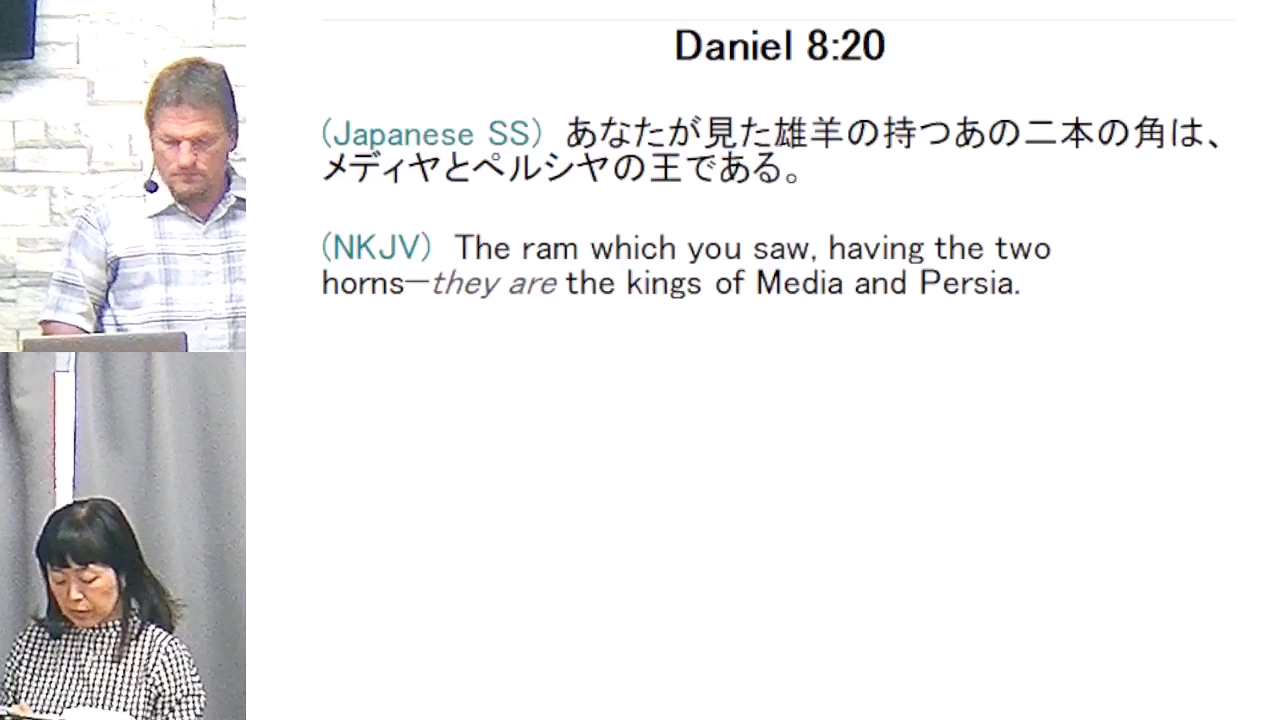 Daniel 8:20
(Japanese SS) あなたが見た雄羊の持つあの二本の角は、
メディヤとペルシヤの王である。
(NKJV) The ram which you saw, having the two
horns—they are the kings of Media and Persia.